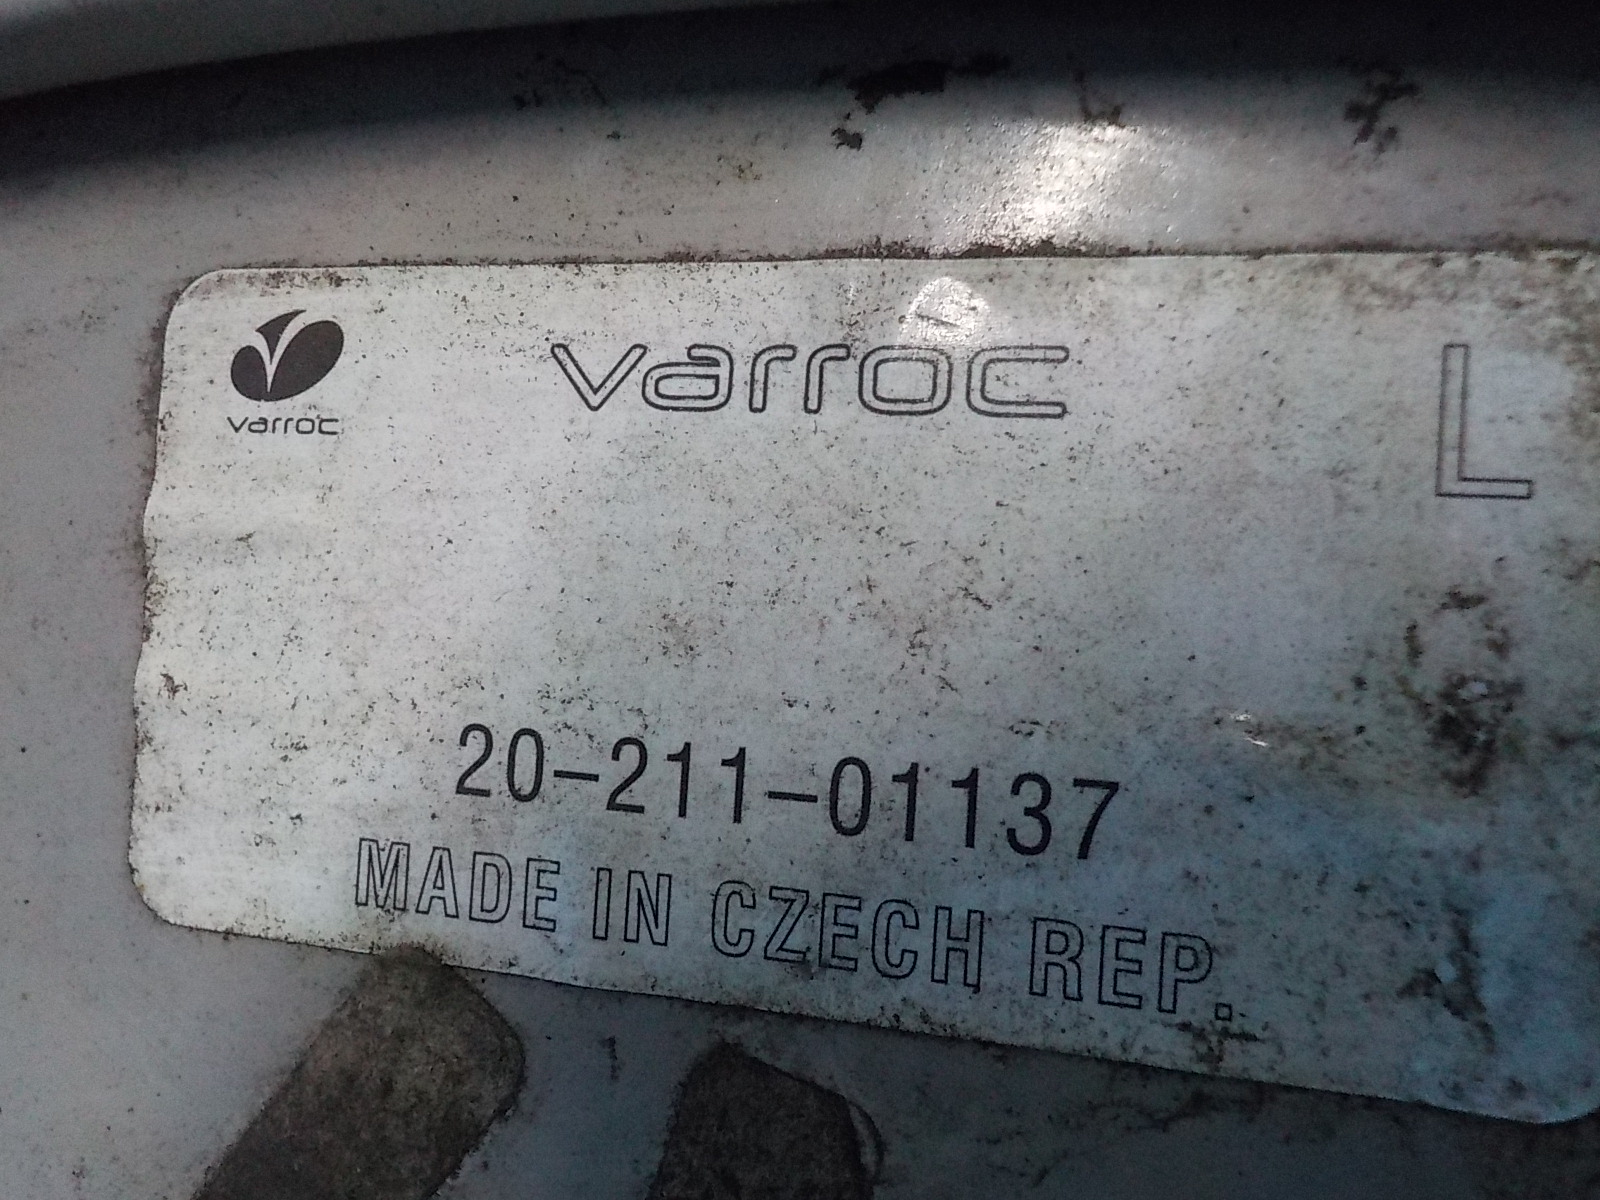 varroc
varroc
L
20-211-01137
MADE IN CZECH REP.